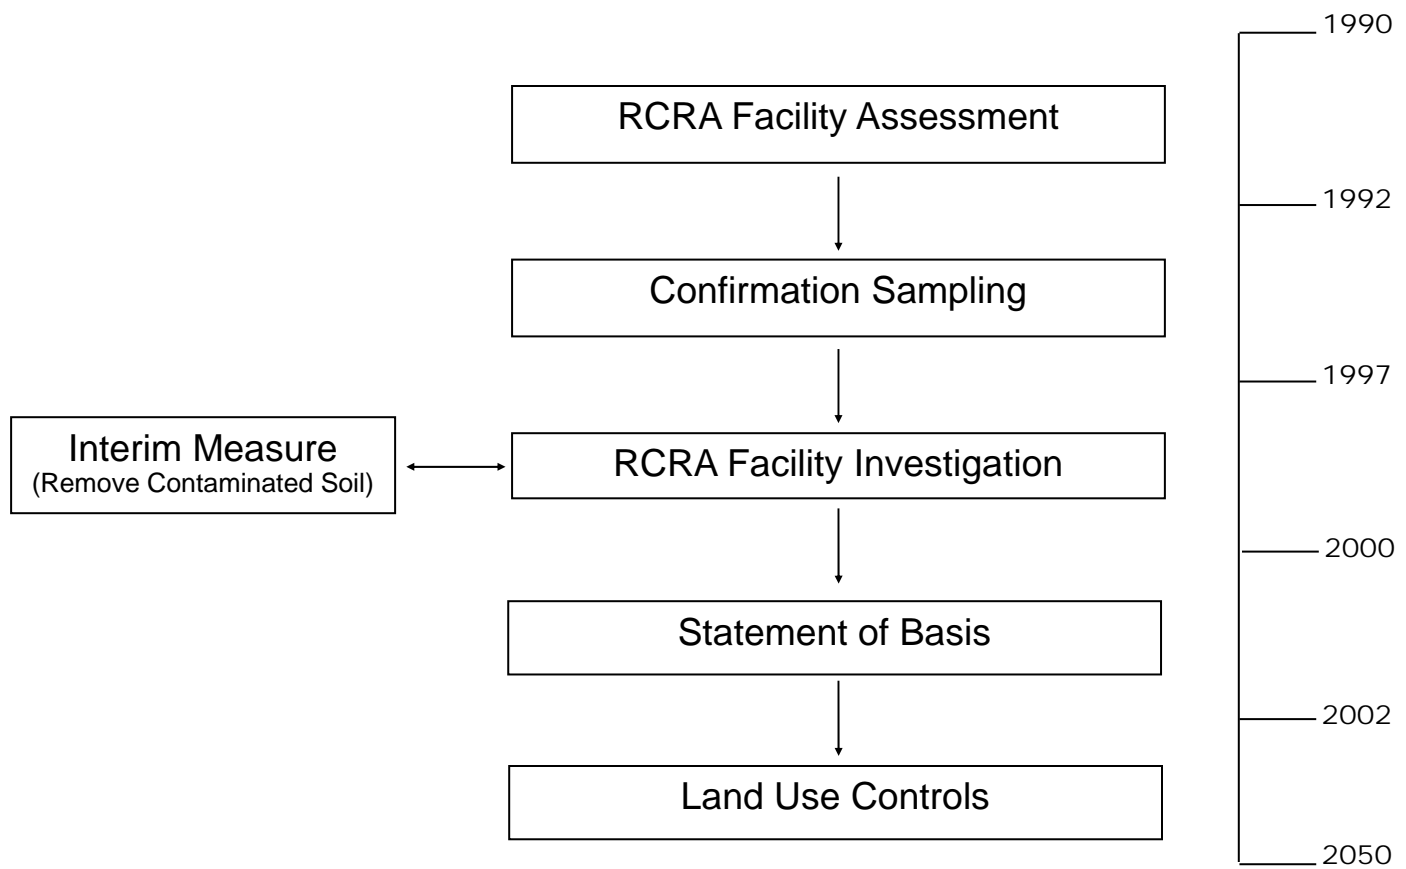 1990
RCRA Facility Assessment
1992
Confirmation Sampling
1997
Interim Measure
(Remove Contaminated Soil)
RCRA Facility Investigation
2000
Statement of Basis
2002
Land Use Controls
2050